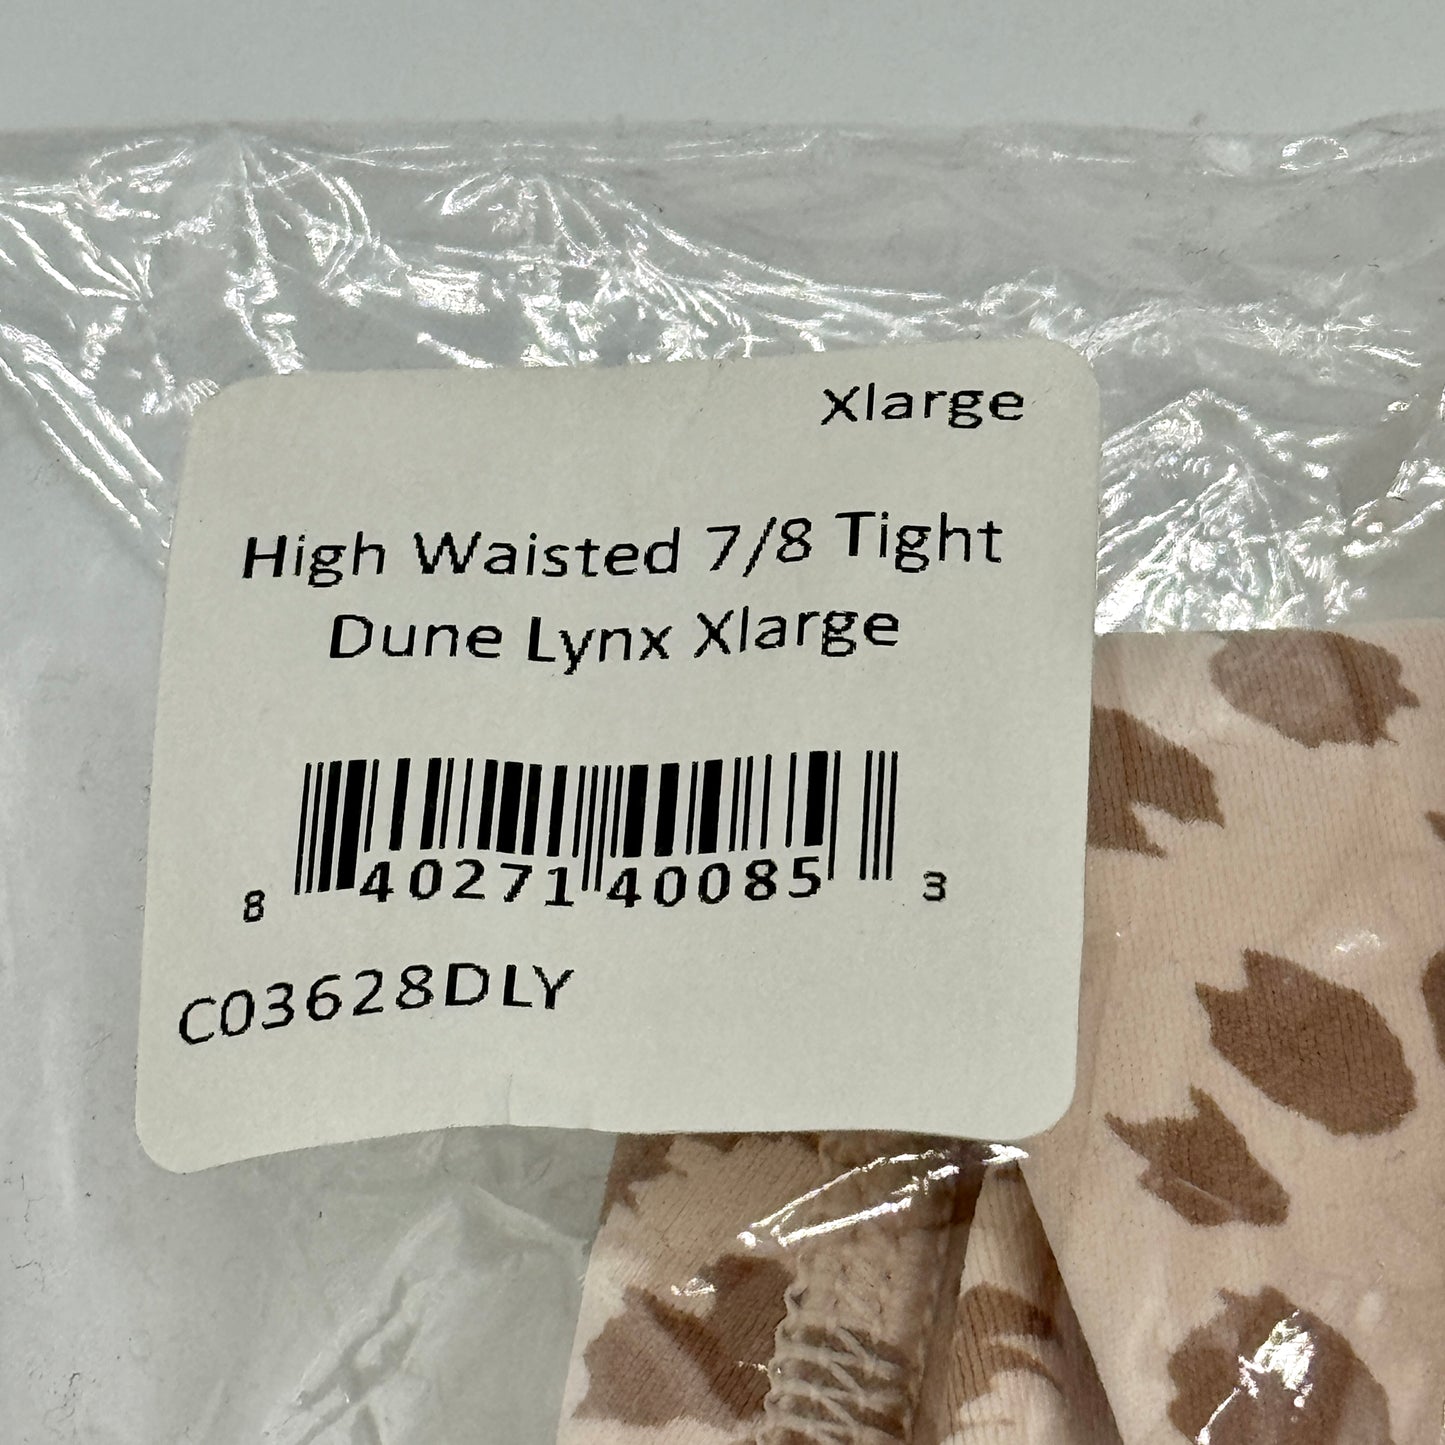 Xlarge
High Waisted 7/8 Tight
Dune Lynx Xlarge
8 40271 40085 3
C03628DLY